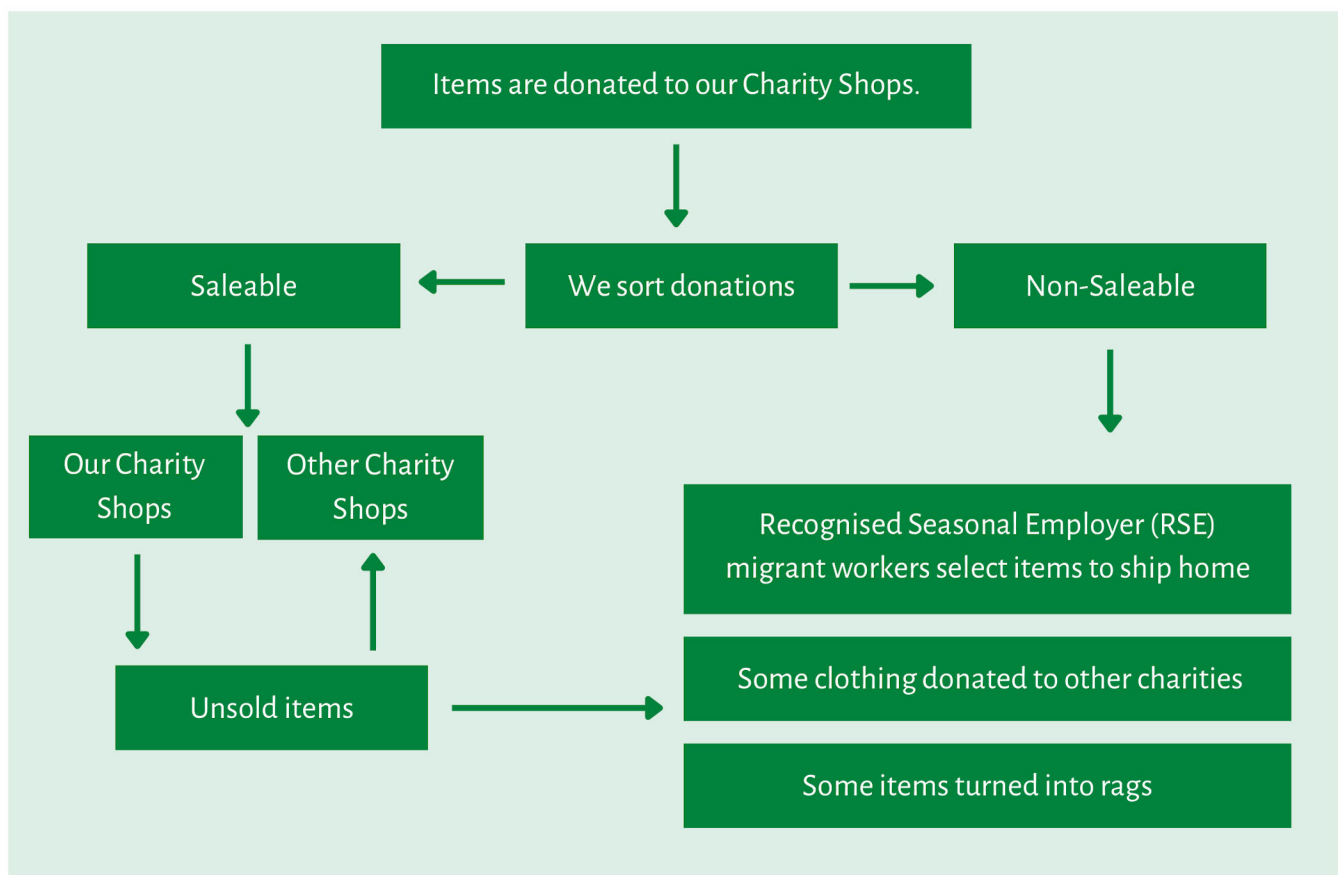 Items are donated to our Charity Shops.
Saleable
We sort donations
Non-Saleable
Our Charity
Shops
Other Charity
Shops
Recognised Seasonal Employer (RSE)
migrant workers select items to ship home
Unsold items
Some clothing donated to other charities
Some items turned into rags